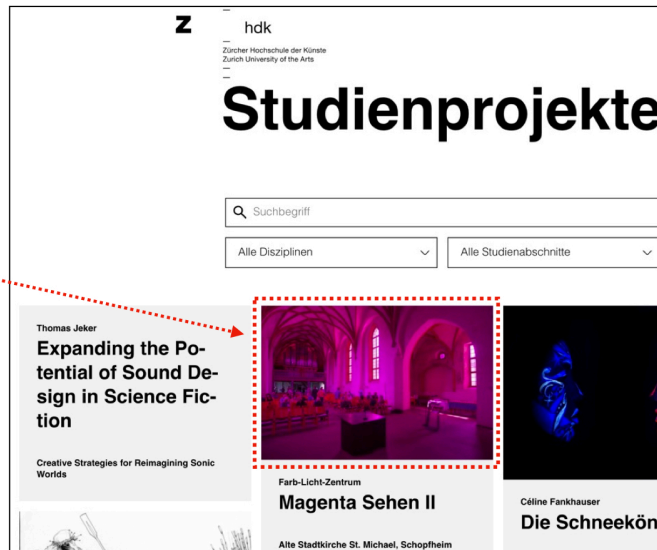 Z
hdk
Zürcher Hochschule der Künste
Zurich University of the Arts
Studienprojekte
Suchbegriff
Alle Disziplinen
Alle Studienabschnitte
Thomas Jeker
Expanding the Po-
tential of Sound De-
sign in Science Fic-
tion
Creative Strategies for Reimagining Sonic
Worlds
Farb-Licht-Zentrum
Magenta Sehen II
Alte Stadtkirche St. Michael, Schopfheim
Céline Fankhauser
Die Schneekön